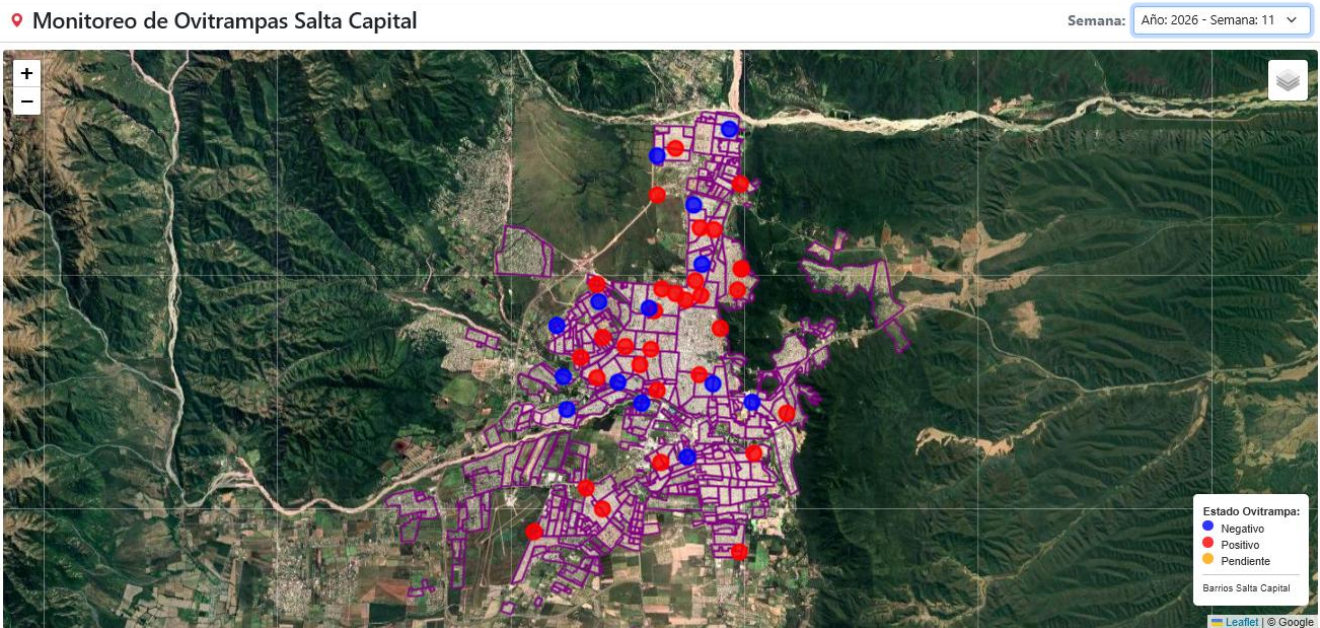 Monitoreo de Ovitrampas Salta Capital
Semana: Año: 2026 - Semana: 11
+
−
Estado Ovitrampa:
Negativo
Positivo
Pendiente
Barrios Salta Capital
Leaflet | © Google